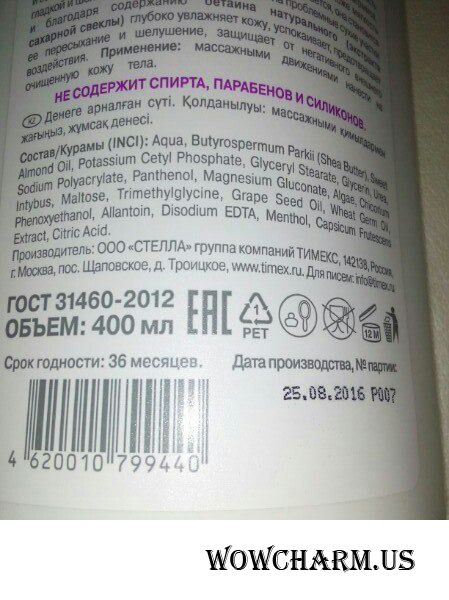 и благодаря содержанию бетаина натурального (экстракта
сахарной свеклы) глубоко увлажняет кожу, успокаивает, предотвращает
ее пересыхание и шелушение, защищает от негативного внешнего
воздействия. Применение: массажными движениями нанести на
очищенную кожу тела.
НЕ СОДЕРЖИТ СПИРТА, ПАРАБЕНОВ И СИЛИКОНОВ.
KZ Денеге арналған сүті. Қолданылуы: массажными қимылдармен
жағыңыз, жұмсақ денесі.
Состав/Курамы (INCI): Aqua, Butyrospermum Parkii (Shea Butter), Sweet
Almond Oil, Potassium Cetyl Phosphate, Glyceryl Stearate, Glycerin, Urea,
Sodium Polyacrylate, Panthenol, Magnesium Gluconate, Algae, Cichorium
Intybus, Maltose, Trimethylglycine, Grape Seed Oil, Wheat Germ Oil,
Phenoxyethanol, Allantoin, Disodium EDTA, Menthol, Capsicum Frutescens
Extract, Citric Acid.
Производитель: ООО «СТЕЛЛА» группа компаний ТИМЕКС, 142138, Россия,
г. Москва, пос. Щаповское, д. Троицкое, www.timex.ru. Для писем: info@timex.ru
ГОСТ 31460-2012
ОБЪЕМ: 400 мл
EAC
1
PET
12 M
Срок годности: 36 месяцев.
Дата производства, № партии:
25.08.2016 P007
4 620010 799440
WOWCHARM.US